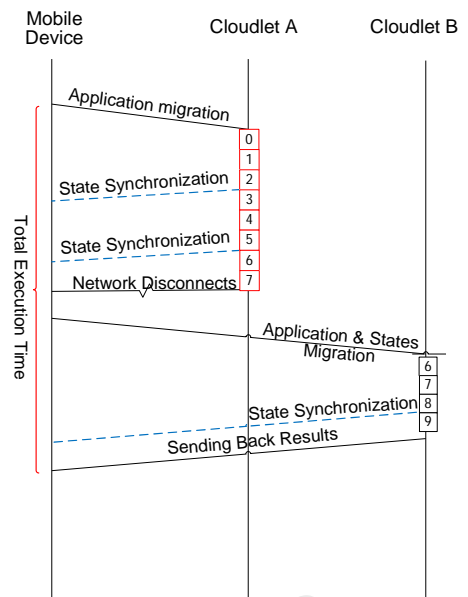 Mobile
Device
Cloudlet A
Cloudlet B
Application migration
0
1
State Synchronization
2
3
4
State Synchronization
5
6
Network Disconnects
7
Total Execution Time
Application & States
Migration
6
7
State Synchronization
8
9
Sending Back Results